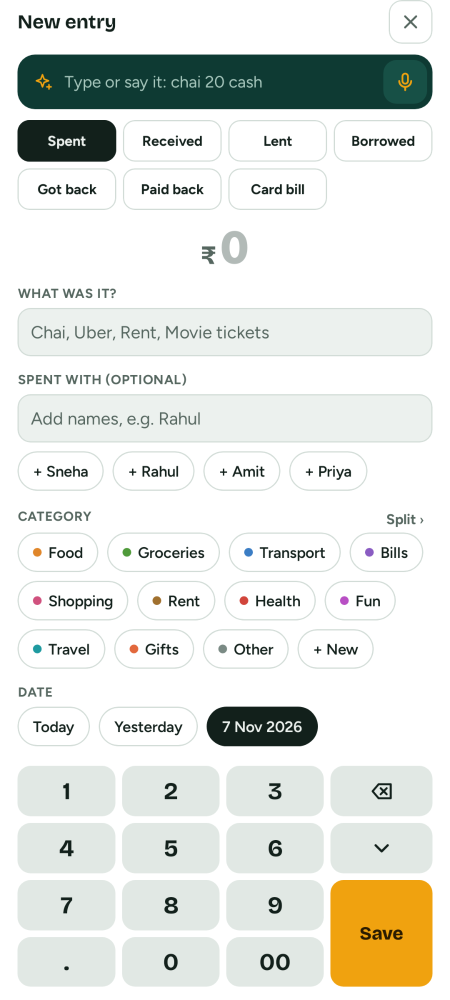 New entry
Type or say it: chai 20 cash
Spent Received Lent Borrowed
Got back Paid back Card bill
₹ 0
WHAT WAS IT?
Chai, Uber, Rent, Movie tickets
SPENT WITH (OPTIONAL)
Add names, e.g. Rahul
+ Sneha + Rahul + Amit + Priya
CATEGORY Split ›
Food Groceries Transport Bills
Shopping Rent Health Fun
Travel Gifts Other + New
DATE
Today Yesterday 7 Nov 2026
1 2 3
4 5 6
7 8 9 Save
. 0 00